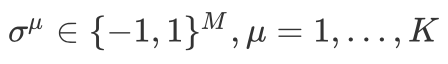 σ^μ ∈ {−1, 1}^M, μ = 1, . . . , K